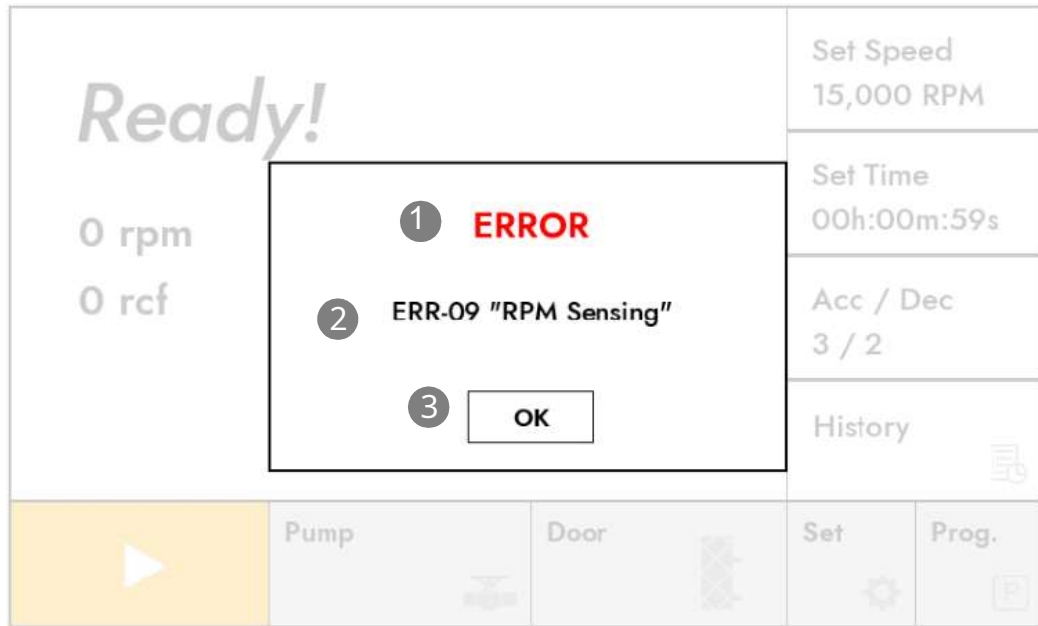 Ready!
0 rpm
0 rcf
Set Speed
15,000 RPM
Set Time
00h:00m:59s
Acc / Dec
3 / 2
History
1
ERROR
2
ERR-09 "RPM Sensing"
3
OK
Pump
Door
Set
Prog.
P